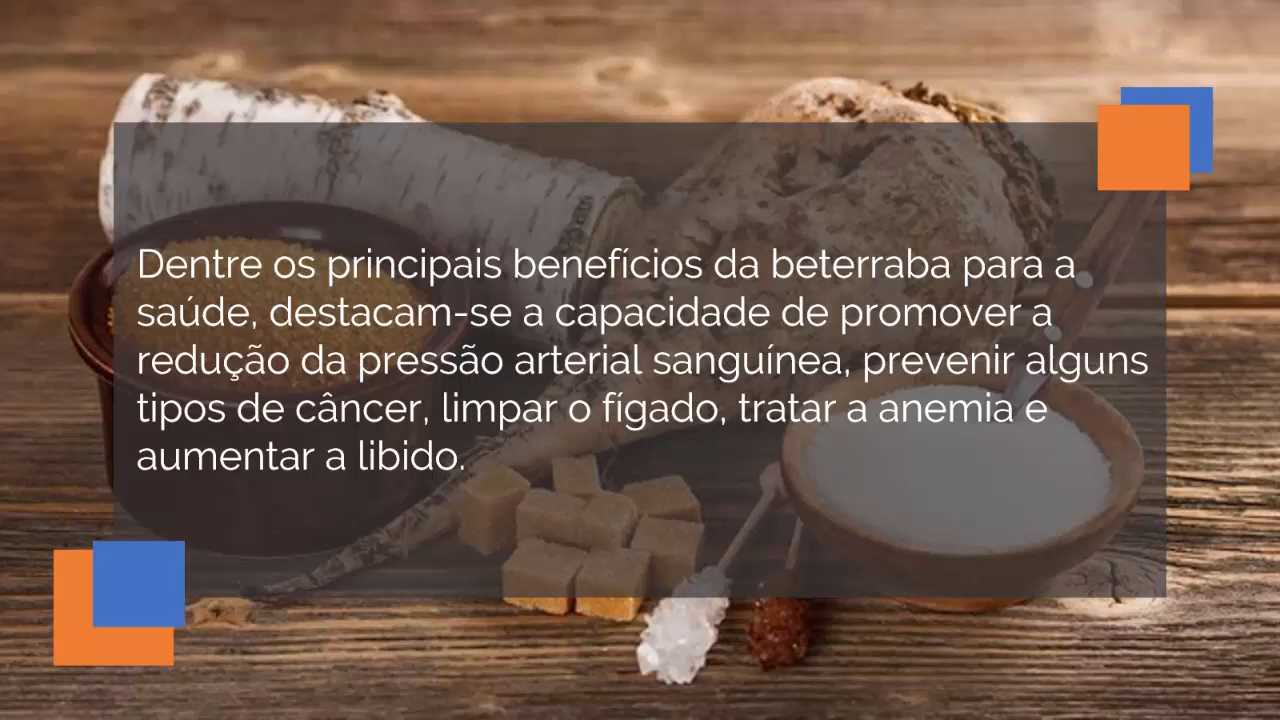 Dentre os principais benefícios da beterraba para a
saúde, destacam-se a capacidade de promover a
redução da pressão arterial sanguínea, prevenir alguns
tipos de câncer, limpar o fígado, tratar a anemia e
aumentar a libido.